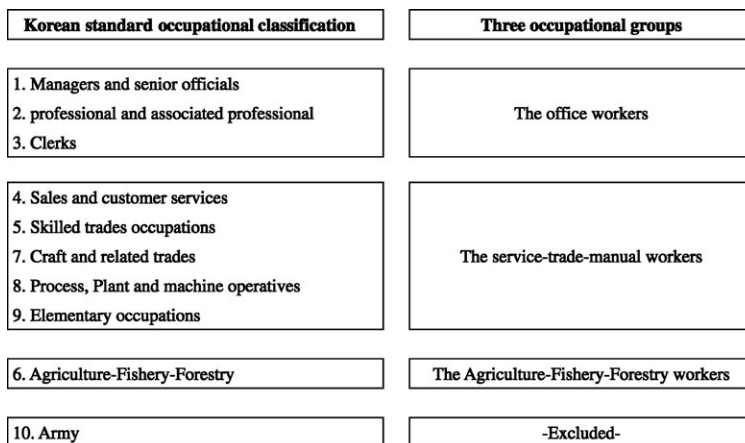 Korean standard occupational classification
Three occupational groups
1. Managers and senior officials
2. professional and associated professional
3. Clerks
The office workers
4. Sales and customer services
5. Skilled trades occupations
7. Craft and related trades
8. Process, Plant and machine operatives
9. Elementary occupations
The service-trade-manual workers
6. Agriculture-Fishery-Forestry
The Agriculture-Fishery-Forestry workers
10. Army
-Excluded-